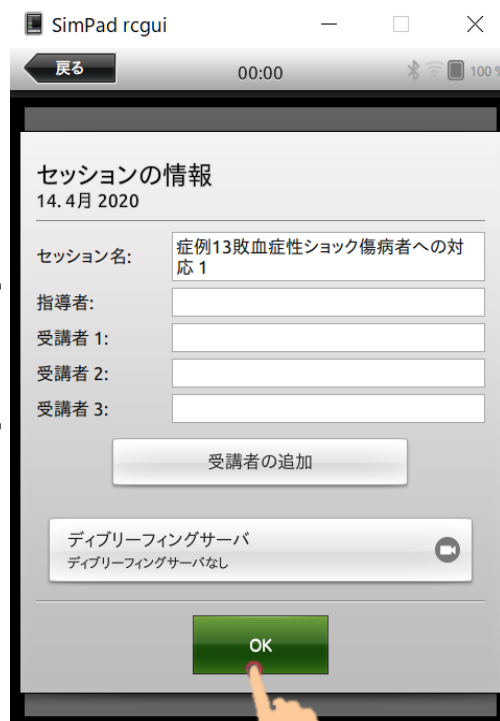 SimPad rcgui
戻る
00:00
100 %
セッションの情報
14. 4月 2020
セッション名:
症例13敗血症性ショック傷病者への対
応 1
指導者:
受講者 1:
受講者 2:
受講者 3:
受講者の追加
ディブリーフィングサーバ
ディブリーフィングサーバなし
OK